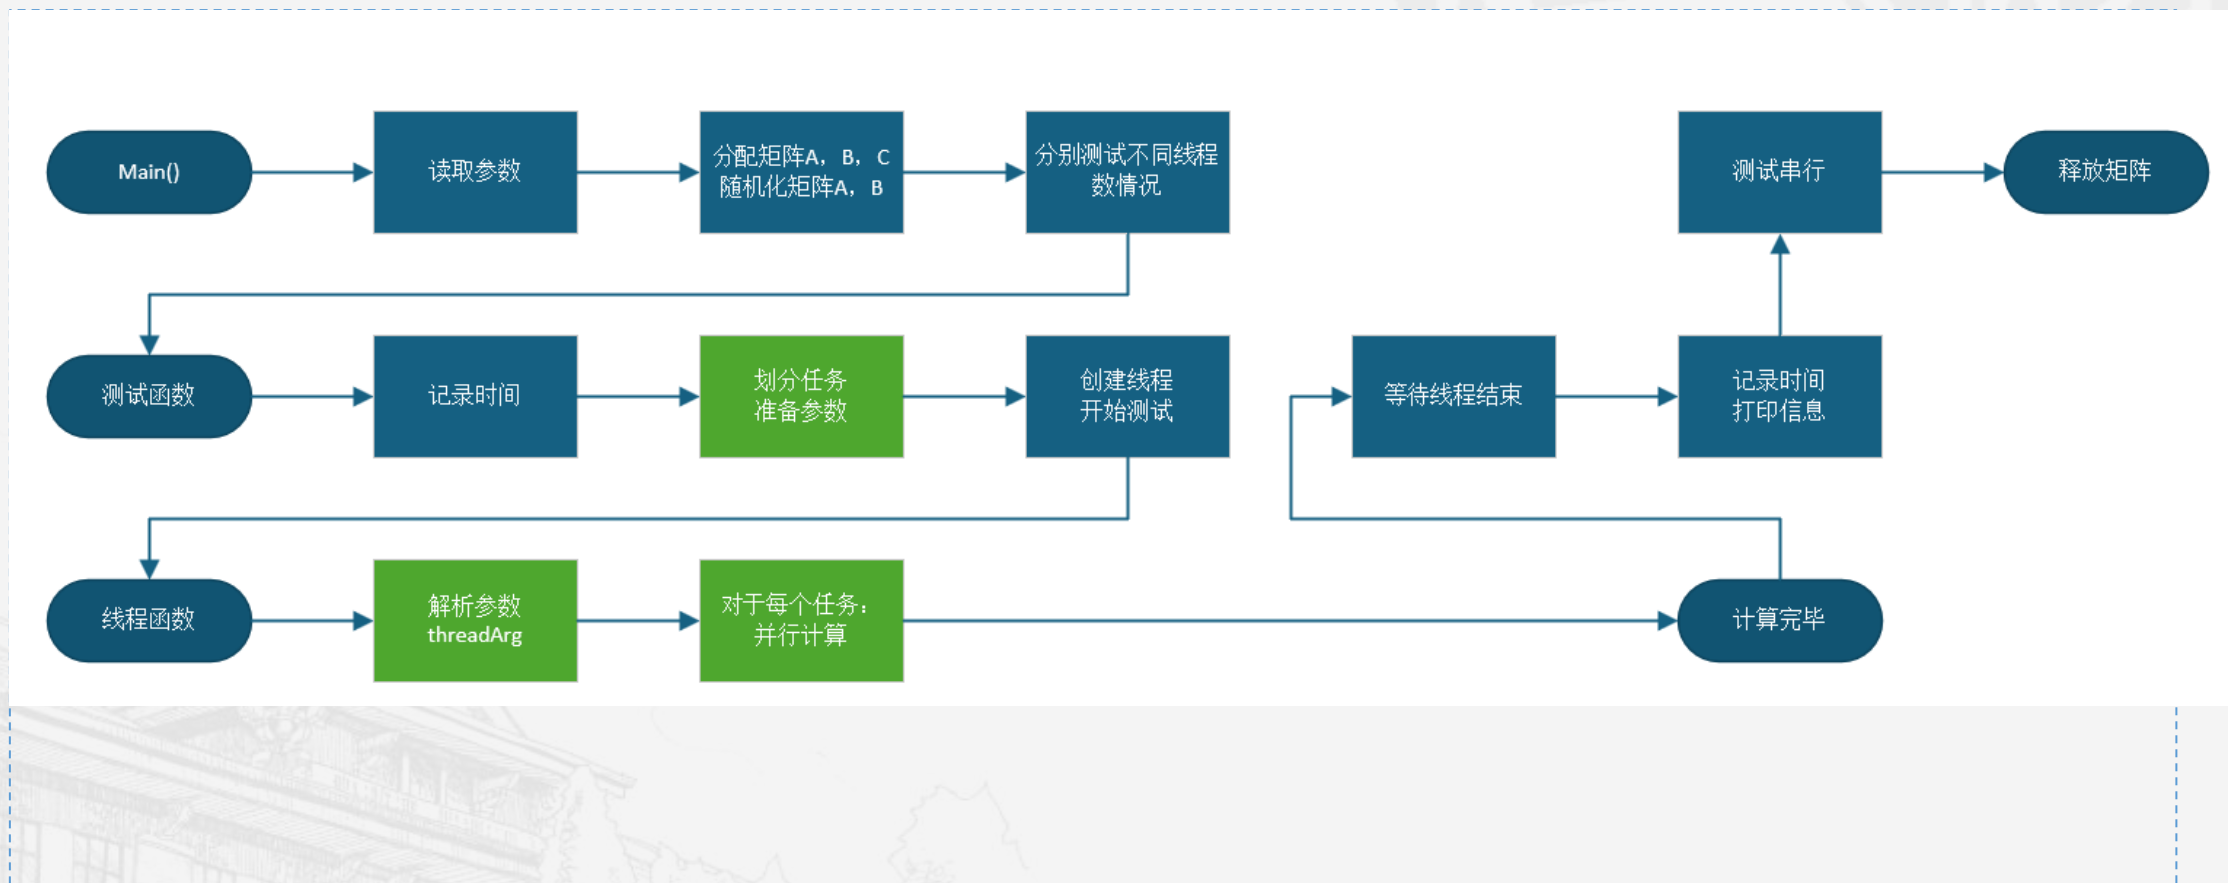 Main()
读取参数
分配矩阵A，B，C
随机化矩阵A，B
分别测试不同线程
数情况
测试串行
释放矩阵
测试函数
记录时间
划分任务
准备参数
创建线程
开始测试
等待线程结束
记录时间
打印信息
线程函数
解析参数
threadArg
对于每个任务：
并行计算
计算完毕